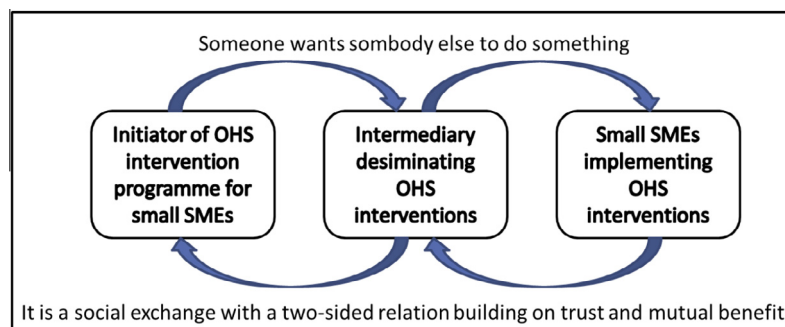 Someone wants sombody else to do something
Initiator of OHS
intervention
programme for
small SMEs
Intermediary
desiminating
OHS
interventions
Small SMEs
implementing
OHS
interventions
It is a social exchange with a two-sided relation building on trust and mutual benefit